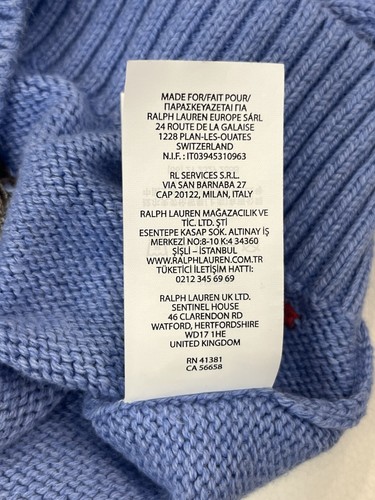 MADE FOR/FAIT POUR/
ΠΑΡΑΣΚΕΥΑΖΕΤΑΙ ΓΙΑ
RALPH LAUREN EUROPE SÁRL
24 ROUTE DE LA GALAISE
1228 PLAN-LES-OUATES
SWITZERLAND
N.I.F. : IT03945310963
RL SERVICES S.R.L.
VIA SAN BARNABA 27
CAP 20122, MILAN, ITALY
RALPH LAUREN MAĞAZACILIK VE
TİC. LTD. ŞTİ
ESENTEPE KASAP SOK. ALTINAY İŞ
MERKEZİ NO:8-10 K:4 34360
ŞİŞLİ – İSTANBUL
WWW.RALPHLAUREN.COM.TR
TÜKETİCİ İLETİŞİM HATTI:
0212 345 69 69
RALPH LAUREN UK LTD.
SENTINEL HOUSE
46 CLARENDON RD
WATFORD, HERTFORDSHIRE
WD17 1HE
UNITED KINGDOM
RN 41381
CA 56658